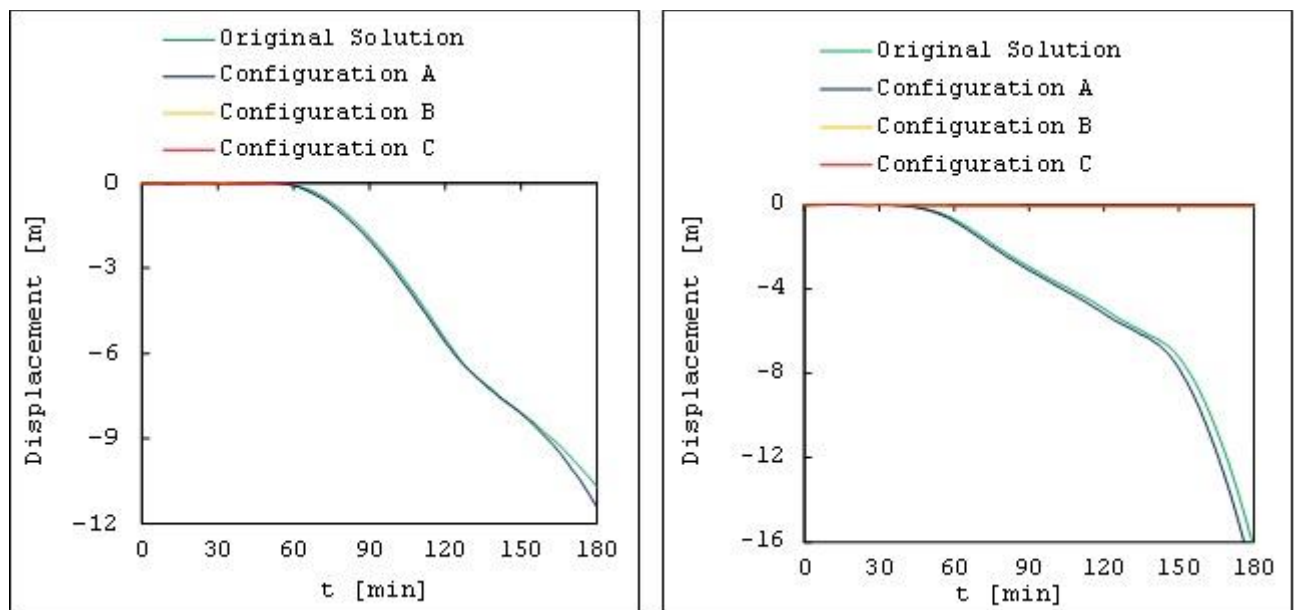 Original Solution
Configuration A
Configuration B
Configuration C
0
-3
-6
-9
-12
Displacement [m]
0 30 60 90 120 150 180
t [min]
Original Solution
Configuration A
Configuration B
Configuration C
0
-4
-8
-12
-16
Displacement [m]
0 30 60 90 120 150 180
t [min]